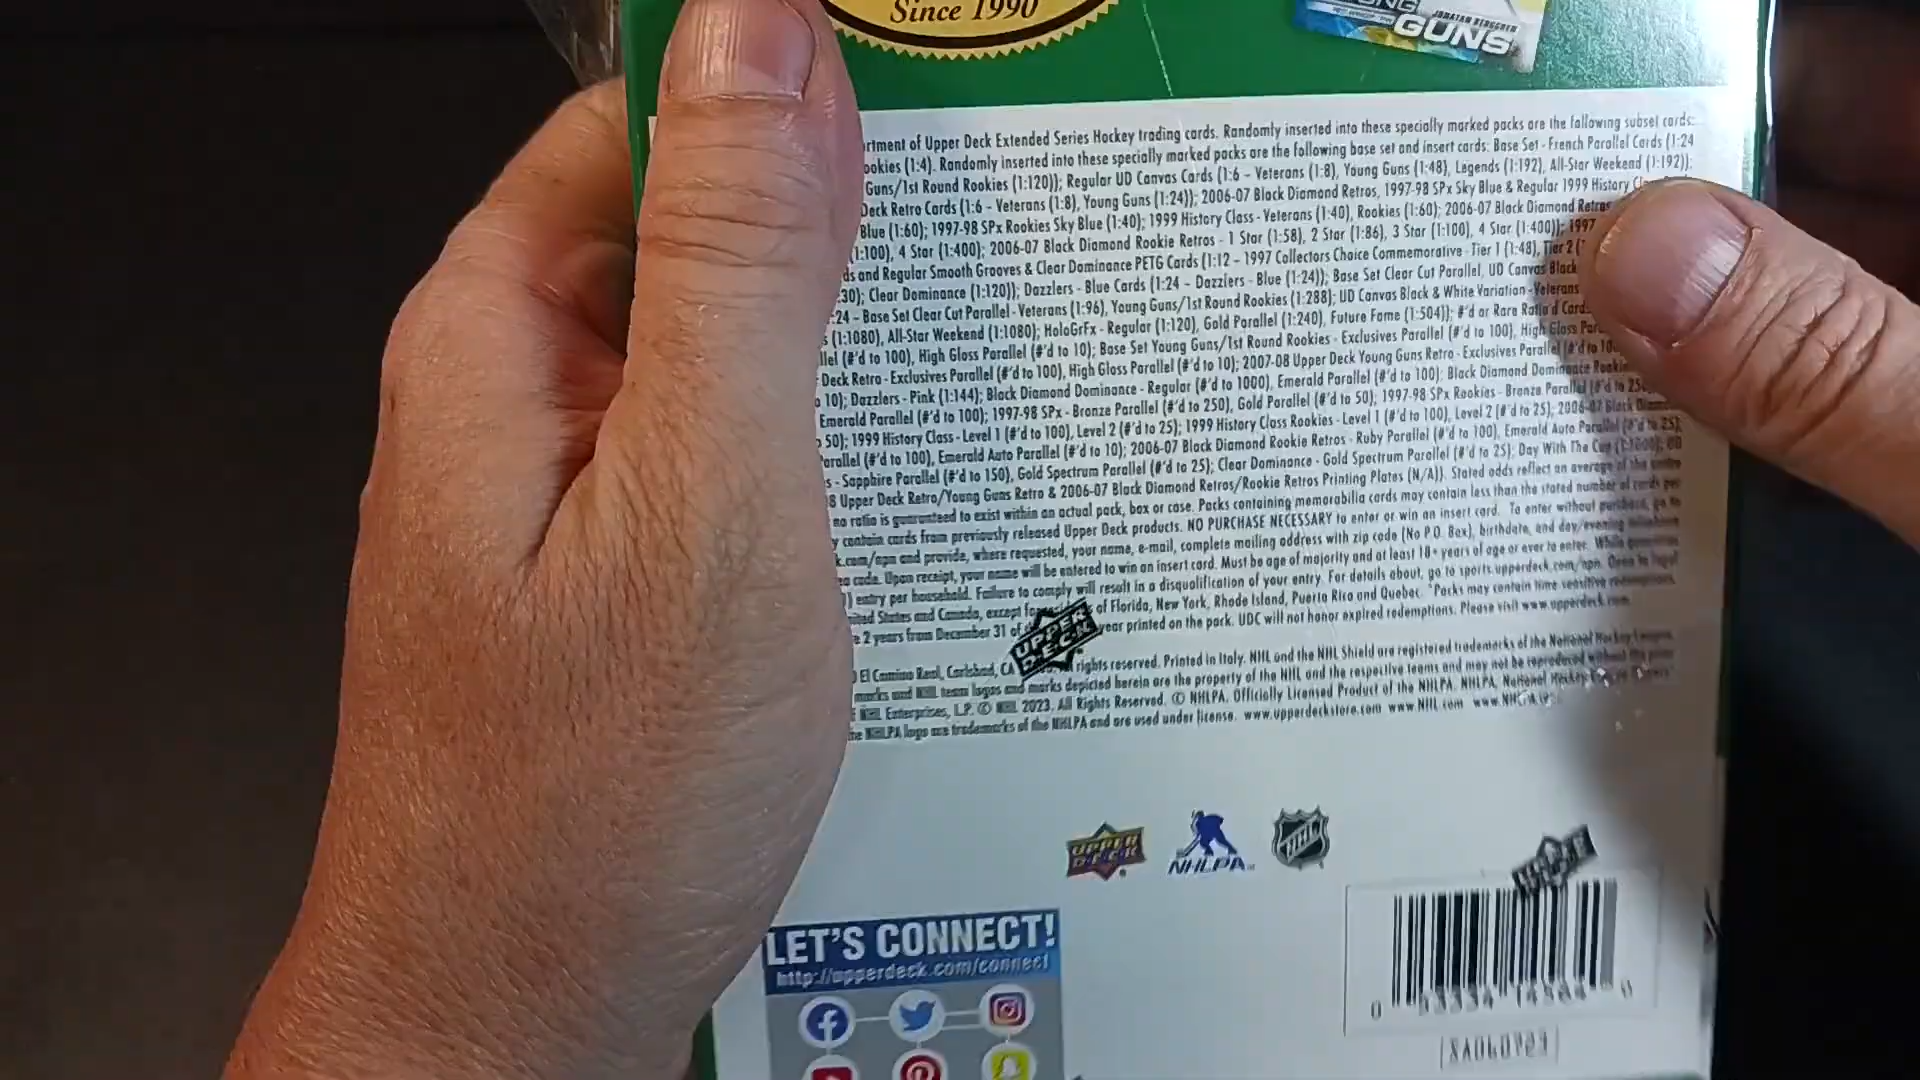 Since 1990
JONATAN BERGGREN
GUNS
rtment of Upper Deck Extended Series Hockey trading cards. Randomly inserted into these specially marked packs are the following subset cards:
ookies (1:4). Randomly inserted into these specially marked packs are the following base set and insert cards: Base Set - French Parallel Cards (1:24
Guns/1st Round Rookies (1:120)); Regular UD Canvas Cards (1:6 - Veterans (1:8), Young Guns (1:48), Legends (1:192), All-Star Weekend (1:192));
Deck Retro Cards (1:6 - Veterans (1:8), Young Guns (1:24)); 2006-07 Black Diamond Retros, 1997-98 SPx Sky Blue & Regular 1999 History
Blue (1:60); 1997-98 SPx Rookies Sky Blue (1:40); 1999 History Class - Veterans (1:40), Rookies (1:60); 2006-07 Black Diamond Retros
(1:100), 4 Star (1:400); 2006-07 Black Diamond Rookie Retros - 1 Star (1:58), 2 Star (1:86), 3 Star (1:100), 4 Star (1:400)); 1997
ds and Regular Smooth Grooves & Clear Dominance PETG Cards (1:12 - 1997 Collectors Choice Commemorative - Tier 1 (1:48), Tier 2 (
:30); Clear Dominance (1:120)); Dazzlers - Blue Cards (1:24 - Dazzlers - Blue (1:24)); Base Set Clear Cut Parallel, UD Canvas Black
:24 - Base Set Clear Cut Parallel - Veterans (1:96), Young Guns/1st Round Rookies (1:288); UD Canvas Black & White Variation - Veterans
s (1:1080), All-Star Weekend (1:1080); HoloGrFx - Regular (1:120), Gold Parallel (1:240), Future Fame (1:504)); #'d or Rare Ratio'd Cards
llel (#'d to 100), High Gloss Parallel (#'d to 10); Base Set Young Guns/1st Round Rookies - Exclusives Parallel (#'d to 100), High Gloss
Deck Retro - Exclusives Parallel (#'d to 100), High Gloss Parallel (#'d to 10); 2007-08 Upper Deck Young Guns Retro - Exclusives Parallel (#'d to
o 10); Dazzlers - Pink (1:144); Black Diamond Dominance - Regular (#'d to 1000), Emerald Parallel (#'d to 100); Black Diamond Dominance Rookie
Emerald Parallel (#'d to 100); 1997-98 SPx - Bronze Parallel (#'d to 250), Gold Parallel (#'d to 50); 1997-98 SPx Rookies - Bronze Parallel (#'d to
o 50); 1999 History Class - Level 1 (#'d to 100), Level 2 (#'d to 25); 1999 History Class Rookies - Level 1 (#'d to 100), Level 2 (#'d to 25); 2006-07 Black
arallel (#'d to 100), Emerald Auto Parallel (#'d to 10); 2006-07 Black Diamond Rookie Retros - Ruby Parallel (#'d to 100), Emerald Auto Parallel (#'d to 25);
s - Sapphire Parallel (#'d to 150), Gold Spectrum Parallel (#'d to 25); Clear Dominance - Gold Spectrum Parallel (#'d to 25); Day With The Cup (1:1000); UD
8 Upper Deck Retro/Young Guns Retro & 2006-07 Black Diamond Retros/Rookie Retros Printing Plates (N/A)). Stated odds reflect an average of the entire
no ratio is guaranteed to exist within an actual pack, box or case. Packs containing memorabilia cards may contain less than the stated number of cards per
y contain cards from previously released Upper Deck products. NO PURCHASE NECESSARY to enter or win an insert card. To enter without purchase, go to
k.com/npn and provide, where requested, your name, e-mail, complete mailing address with zip code (No P.O. Box), birthdate, and day/evening telephone
ea code. Upon receipt, your name will be entered to win an insert card. Must be age of majority and at least 18+ years of age or over to enter. While
) entry per household. Failure to comply will result in a disqualification of your entry. For details about, go to sports.upperdeck.com/npn. Open to legal
ited States and Canada, except for of Florida, New York, Rhode Island, Puerto Rico and Quebec. *Packs may contain time sensitive redemptions.
e 2 years from December 31 of year printed on the pack. UDC will not honor expired redemptions. Please visit www.upperdeck.com
UPPER DECK
El Camino Real, Carlsbad, CA rights reserved. Printed in Italy. NHL and the NHL Shield are registered trademarks of the National Hockey League.
marks and NHL team logos and marks depicted herein are the property of the NHL and the respective teams and may not be reproduced without the prior
NHL Enterprises, L.P. © NHL 2023. All Rights Reserved. © NHLPA. Officially Licensed Product of the NHLPA. NHLPA, National Hockey League Players'
he NHLPA logo are trademarks of the NHLPA and are used under license. www.upperdeckstore.com www.NHL.com
UPPER DECK
NHLPA
NHL
LET'S CONNECT!
http://upperdeck.com/connect